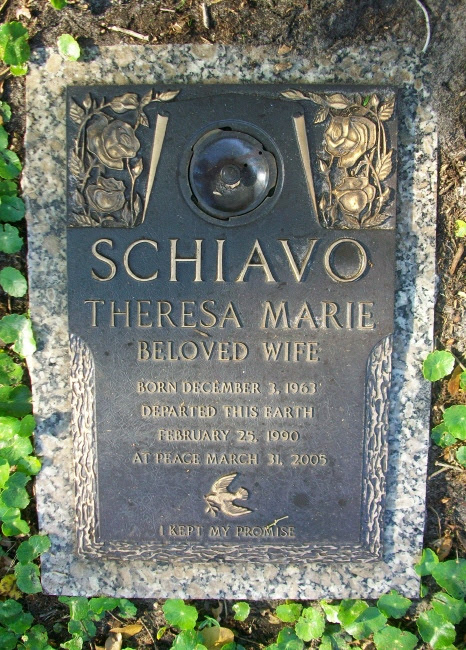 SCHIAVO
THERESA MARIE
BELOVED WIFE
BORN DECEMBER 3, 1963
DEPARTED THIS EARTH
FEBRUARY 25, 1990
AT PEACE MARCH 31, 2005
I KEPT MY PROMISE